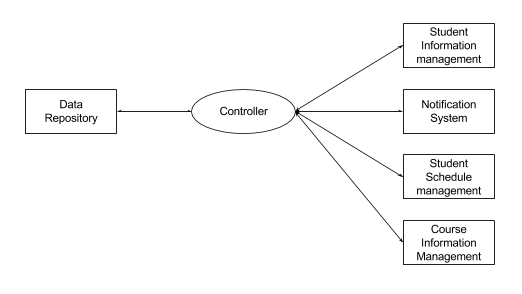 Data
Repository
Controller
Student
Information
management
Notification
System
Student
Schedule
management
Course
Information
Management